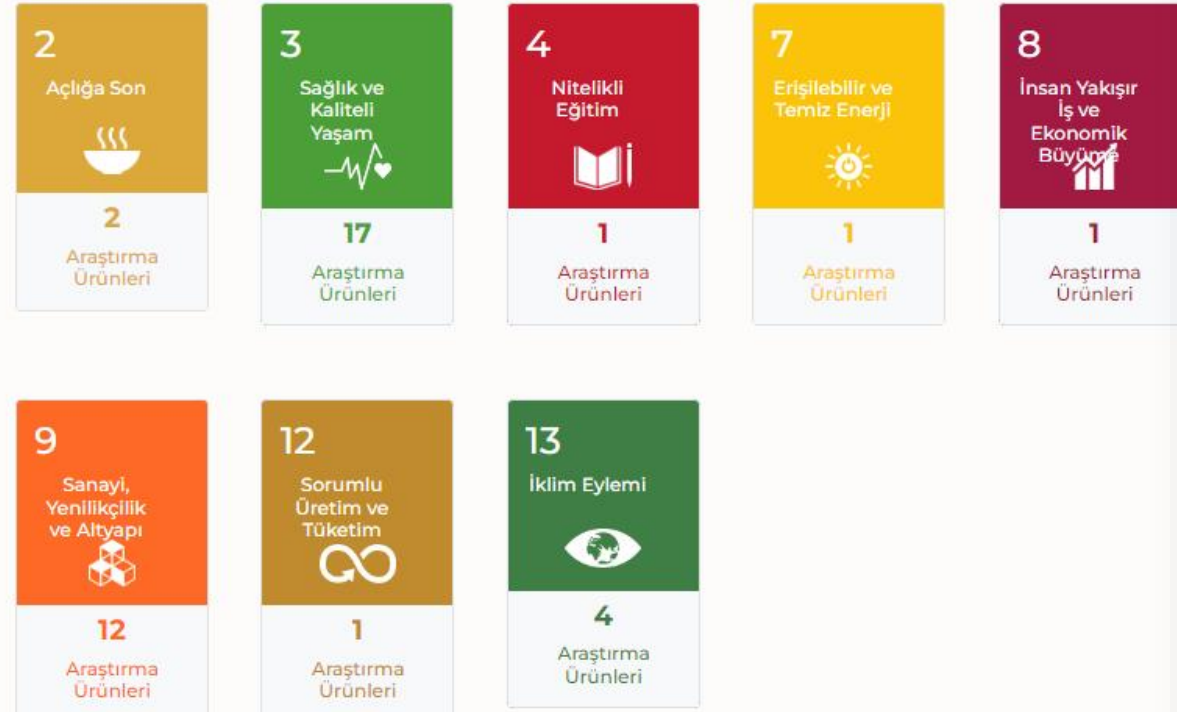 2
Açlığa Son
2
Araştırma
Ürünleri
3
Sağlık ve
Kaliteli
Yaşam
17
Araştırma
Ürünleri
4
Nitelikli
Eğitim
1
Araştırma
Ürünleri
7
Erişilebilir ve
Temiz Enerji
1
Araştırma
Ürünleri
8
İnsan Yakışır
İş ve
Ekonomik
Büyüme
1
Araştırma
Ürünleri
9
Sanayi,
Yenilikçilik
ve Altyapı
12
Araştırma
Ürünleri
12
Sorumlu
Üretim ve
Tüketim
1
Araştırma
Ürünleri
13
İklim Eylemi
4
Araştırma
Ürünleri